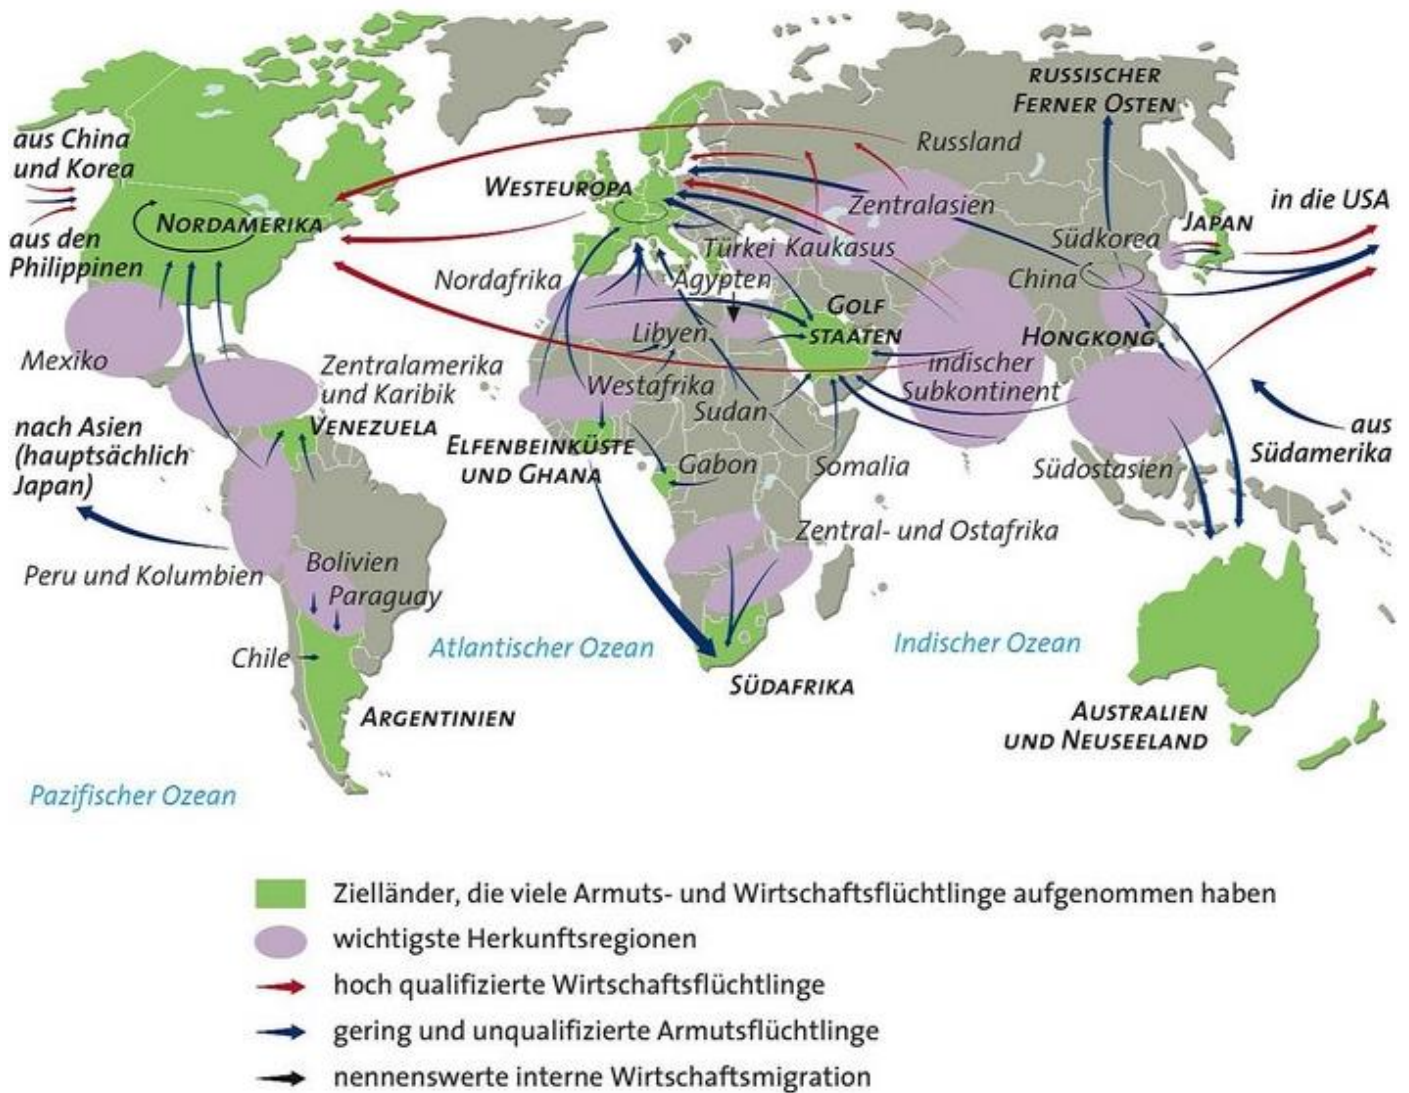 RUSSISCHER
FERNER OSTEN
aus China
und Korea
Russland
WESTEUROPA
NORDAMERIKA
Zentralasien
in die USA
JAPAN
aus den
Philippinen
Türkei
Kaukasus
Südkorea
Nordafrika
Ägypten
China
GOLF
STAATEN
Libyen
HONGKONG
Mexiko
Zentralamerika
und Karibik
Westafrika
Indischer
Subkontinent
Sudan
nach Asien
(hauptsächlich
Japan)
VENEZUELA
aus
Südamerika
ELFENBEINKÜSTE
UND GHANA
Gabon
Somalia
Südostasien
Zentral- und Ostafrika
Peru und Kolumbien
Bolivien
Paraguay
Chile
Atlantischer Ozean
Indischer Ozean
SÜDAFRIKA
ARGENTINIEN
AUSTRALIEN
UND NEUSEELAND
Pazifischer Ozean
Zielländer, die viele Armuts- und Wirtschaftsflüchtlinge aufgenommen haben
wichtigste Herkunftsregionen
hoch qualifizierte Wirtschaftsflüchtlinge
gering und unqualifizierte Armutsflüchtlinge
nennenswerte interne Wirtschaftsmigration